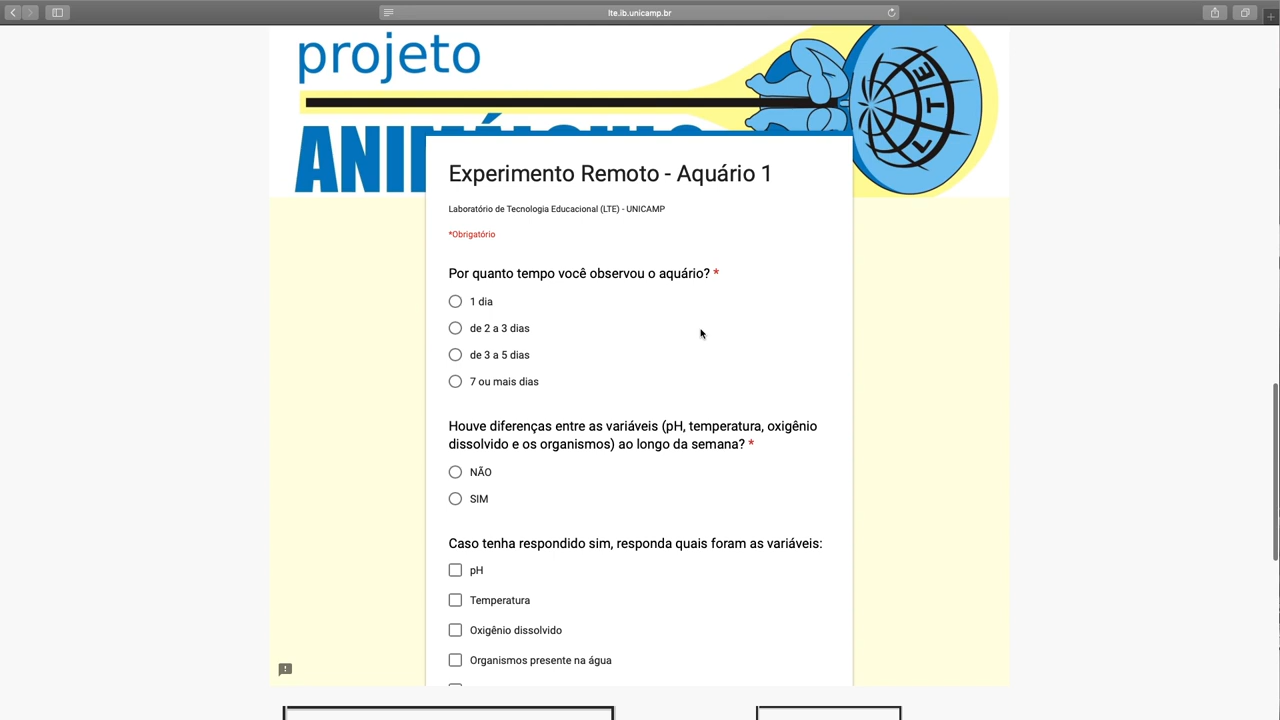 lte.ib.unicamp.br
projeto
LTE
Experimento Remoto - Aquário 1
Laboratório de Tecnologia Educacional (LTE) - UNICAMP
*Obrigatório
Por quanto tempo você observou o aquário? *
1 dia
de 2 a 3 dias
de 3 a 5 dias
7 ou mais dias
Houve diferenças entre as variáveis (pH, temperatura, oxigênio
dissolvido e os organismos) ao longo da semana? *
NÃO
SIM
Caso tenha respondido sim, responda quais foram as variáveis:
pH
Temperatura
Oxigênio dissolvido
Organismos presente na água